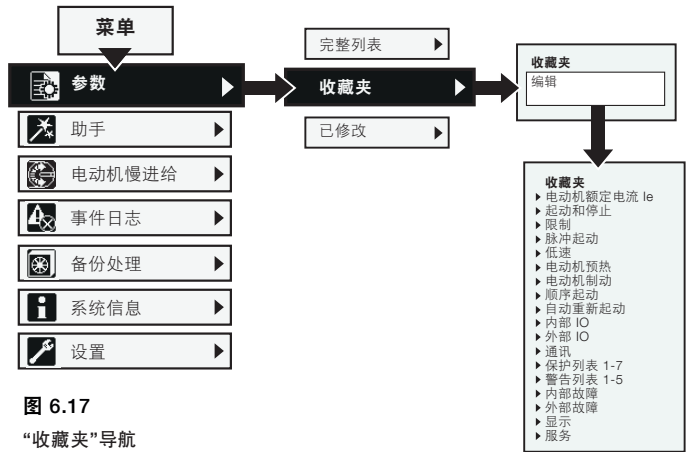 菜单
参数
助手
电动机慢进给
事件日志
备份处理
系统信息
设置
完整列表
收藏夹
已修改
收藏夹
编辑
收藏夹
电动机额定电流 Ie
起动和停止
限制
脉冲起动
低速
电动机预热
电动机制动
顺序起动
自动重新起动
内部 IO
外部 IO
通讯
保护列表 1-7
警告列表 1-5
内部故障
外部故障
显示
服务
图 6.17
“收藏夹”导航